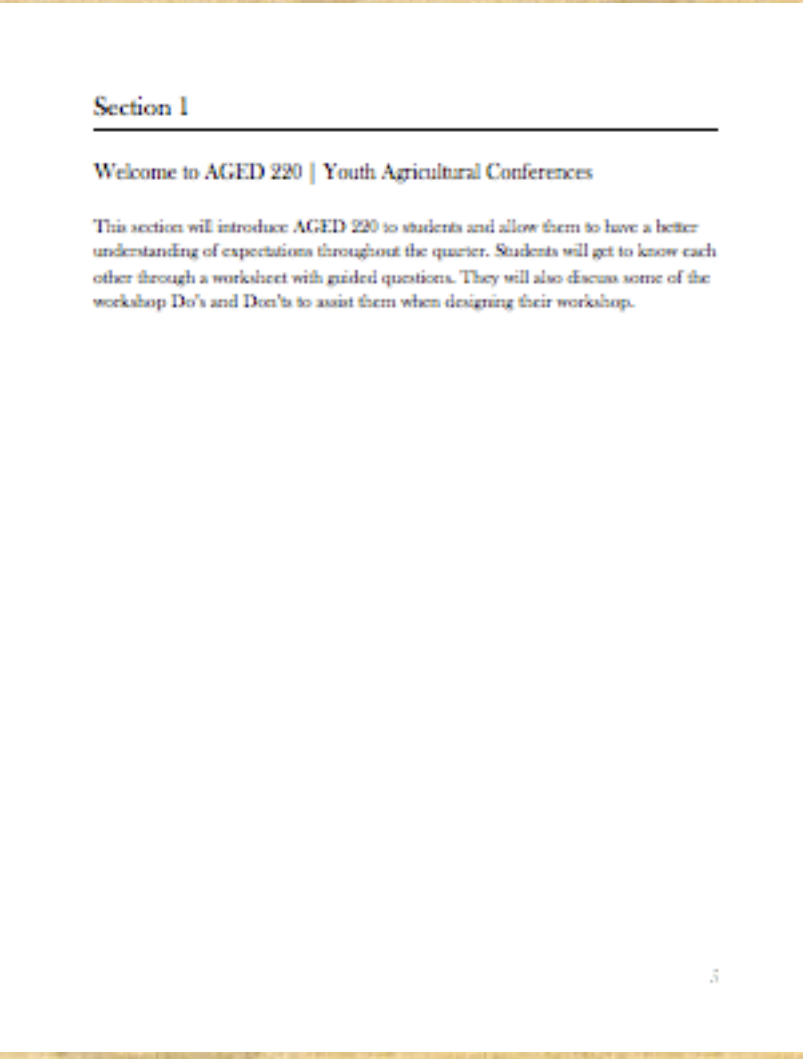 Section 1
Welcome to AGED 220 | Youth Agricultural Conferences
This section will introduce AGED 220 to students and allow them to have a better
understanding of expectations throughout the quarter. Students will get to know each
other through a worksheet with guided questions. They will also discuss some of the
workshop Do's and Don'ts to assist them when designing their workshop.
5